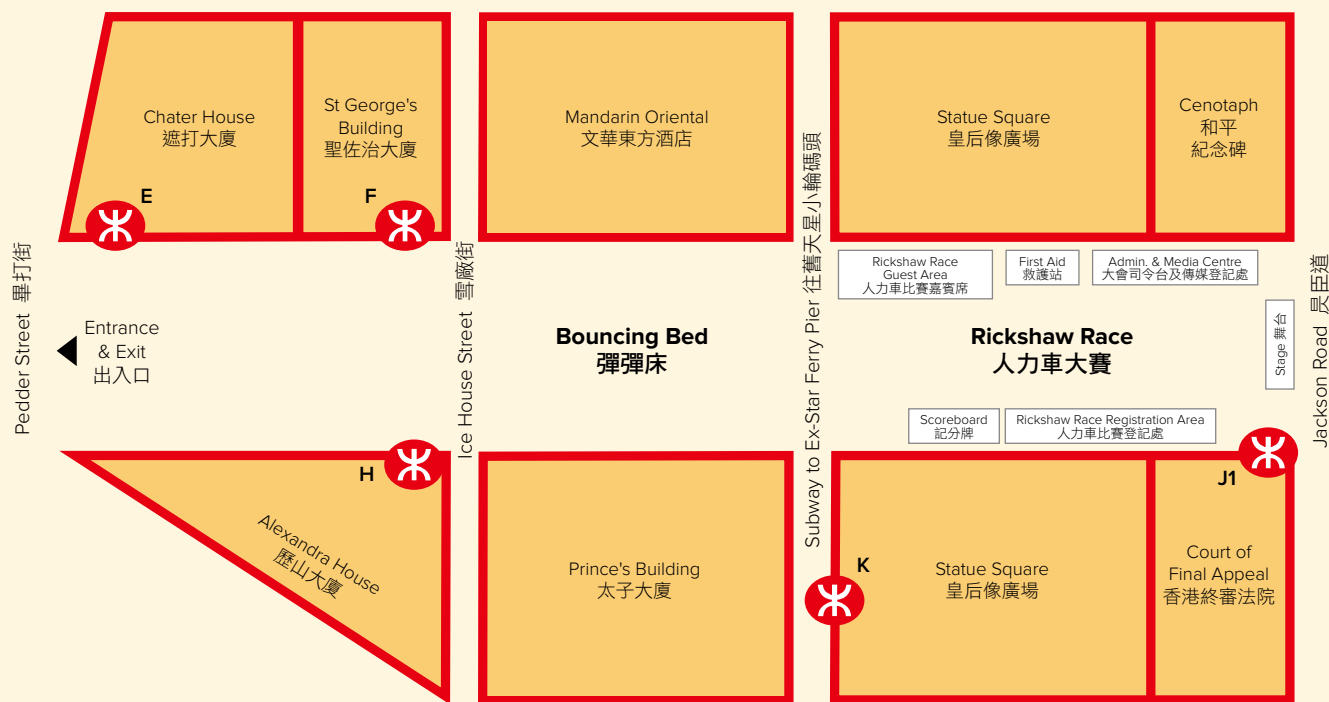 Chater House
遮打大廈
St George's
Building
聖佐治大廈
E
F
Mandarin Oriental
文華東方酒店
Statue Square
皇后像廣場
Cenotaph
和平
紀念碑
Pedder Street 畢打街
Entrance
& Exit
出入口
Ice House Street 雪廠街
Bouncing Bed
彈彈床
Subway to Ex-Star Ferry Pier 往舊天星小輪碼頭
Rickshaw Race
Guest Area
人力車比賽嘉賓席
First Aid
救護站
Admin. & Media Centre
大會司令台及傳媒登記處
Rickshaw Race
人力車大賽
Stage 舞台
Jackson Road 昃臣道
Scoreboard
記分牌
Rickshaw Race Registration Area
人力車比賽登記處
H
Alexandra House
歷山大廈
Prince's Building
太子大廈
K
Statue Square
皇后像廣場
J1
Court of
Final Appeal
香港終審法院